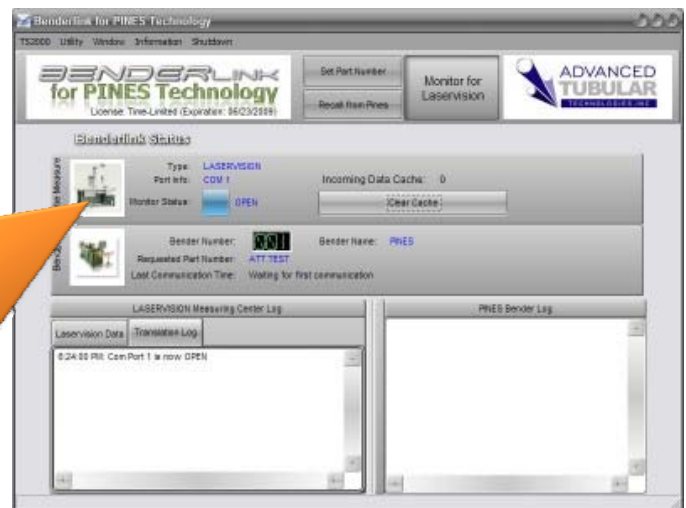 Benderlink for PINES Technology
TS2000 Utility Window Information Shutdown
BENDERLINK
for PINES Technology
License: Time-Limited (Expiration: 06/23/2009)
Set Part Number
Recall from Pines
Monitor for
Laservision
ADVANCED
TUBULAR
TECHNOLOGIES INC
Benderlink Status
Measure
Type: LASERVISION
Port Info: COM 1
Monitor Status: OPEN
Incoming Data Cache: 0
Clear Cache
Bender Number: 001
Bender Name: PINES
Requested Part Number: ATT TEST
Last Communication Time: Waiting for first communication
LASERVISION Measuring Center Log
Laservision Data
Translation Log
6:24:00 PM: Com Port 1 is now OPEN
PINES Bender Log